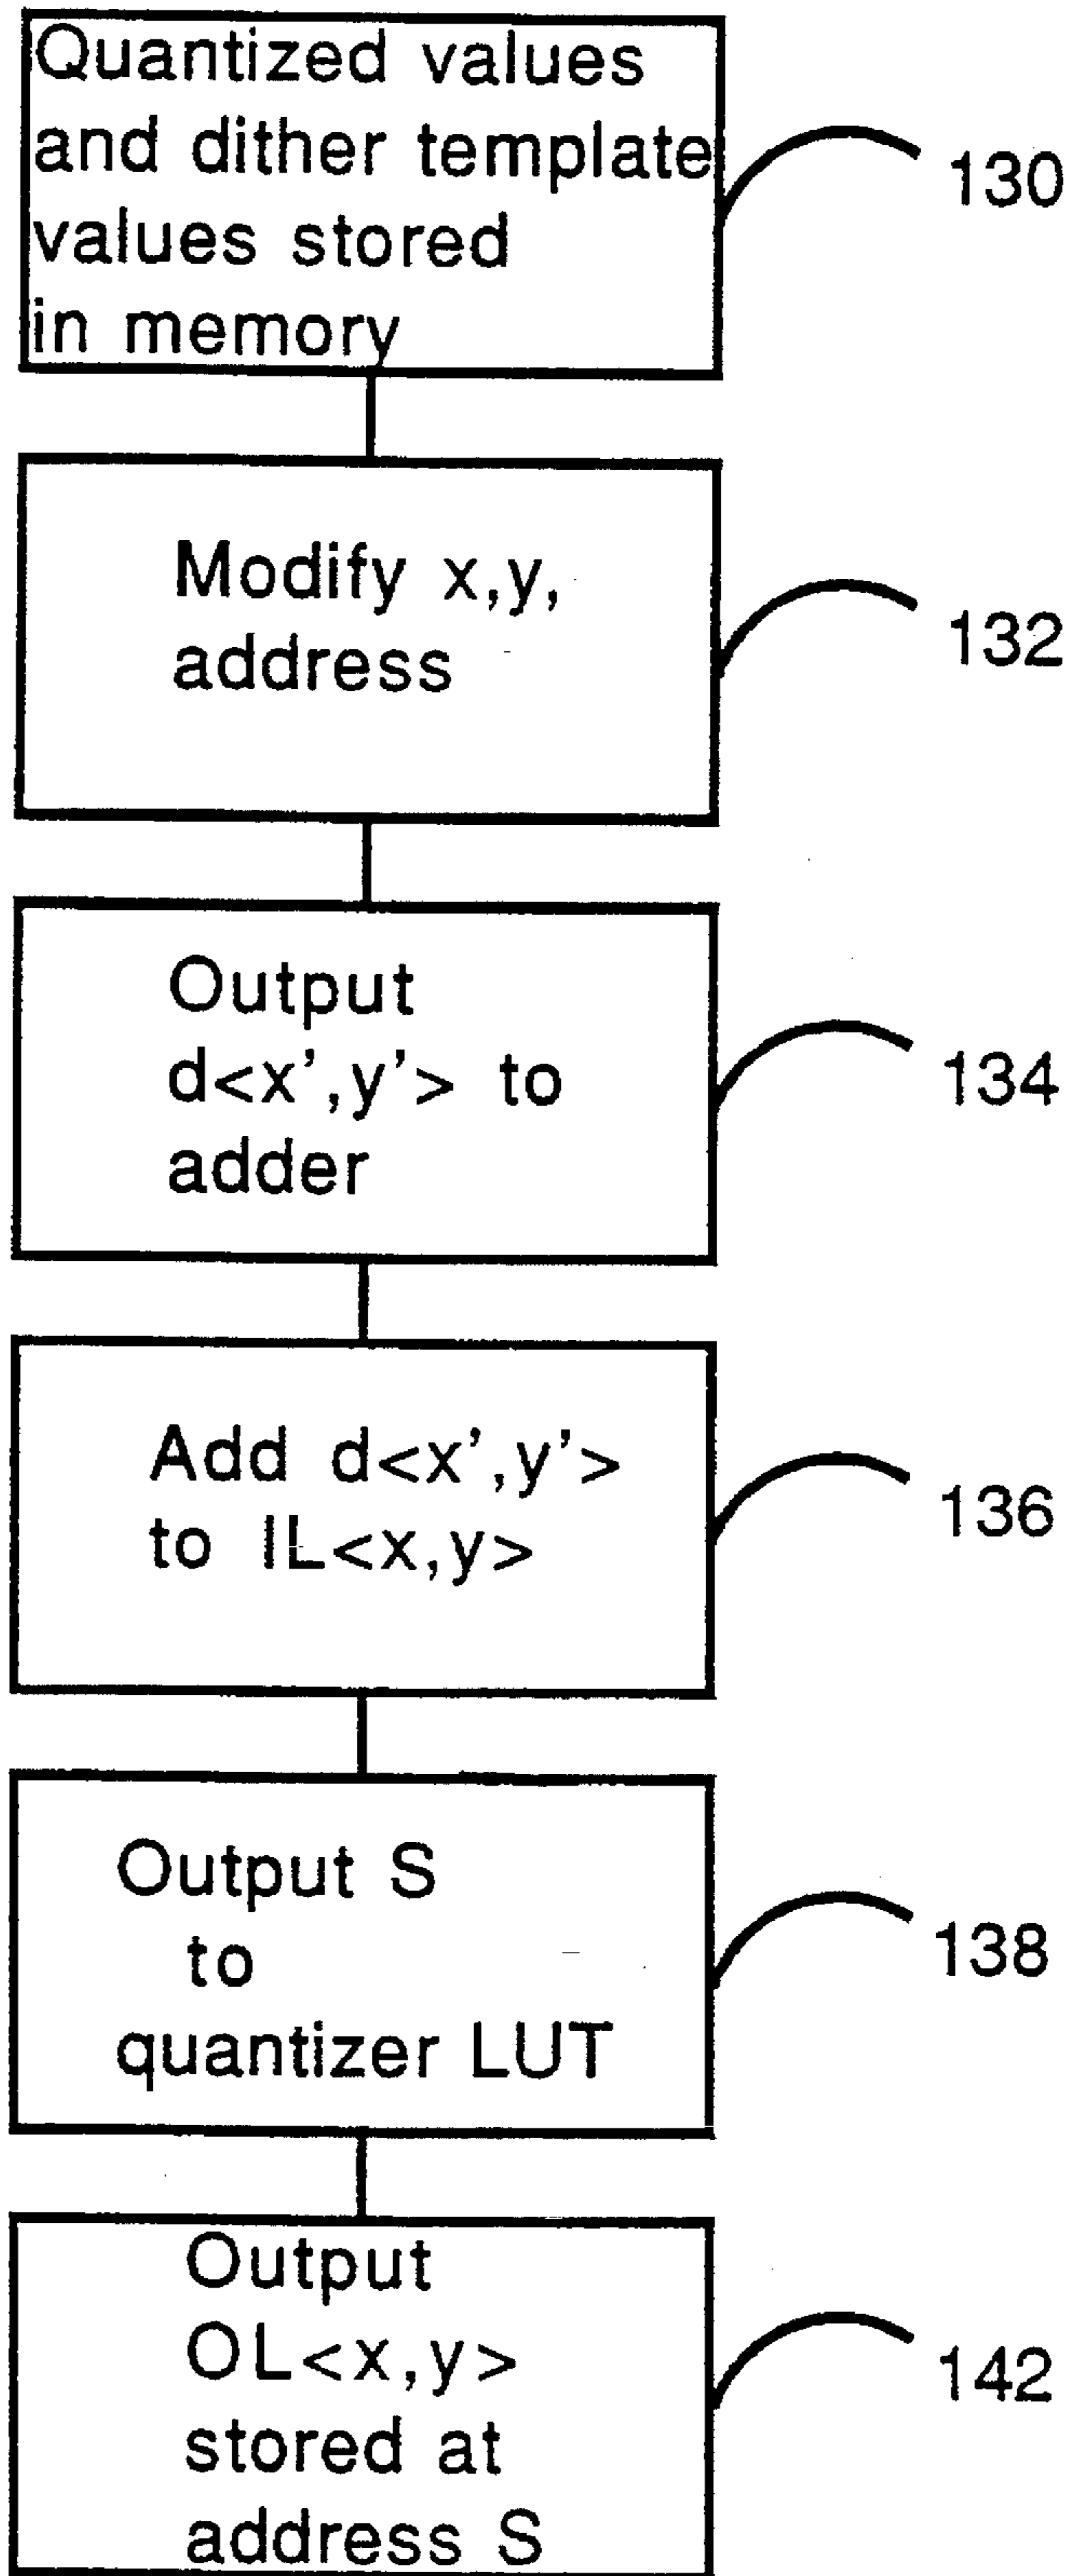 Quantized values
and dither template
values stored
in memory
130
Modify x,y,
address
132
Output
d<x',y'> to
adder
134
Add d<x',y'>
to IL<x,y>
136
Output S
to
quantizer LUT
138
Output
OL<x,y>
stored at
address S
142